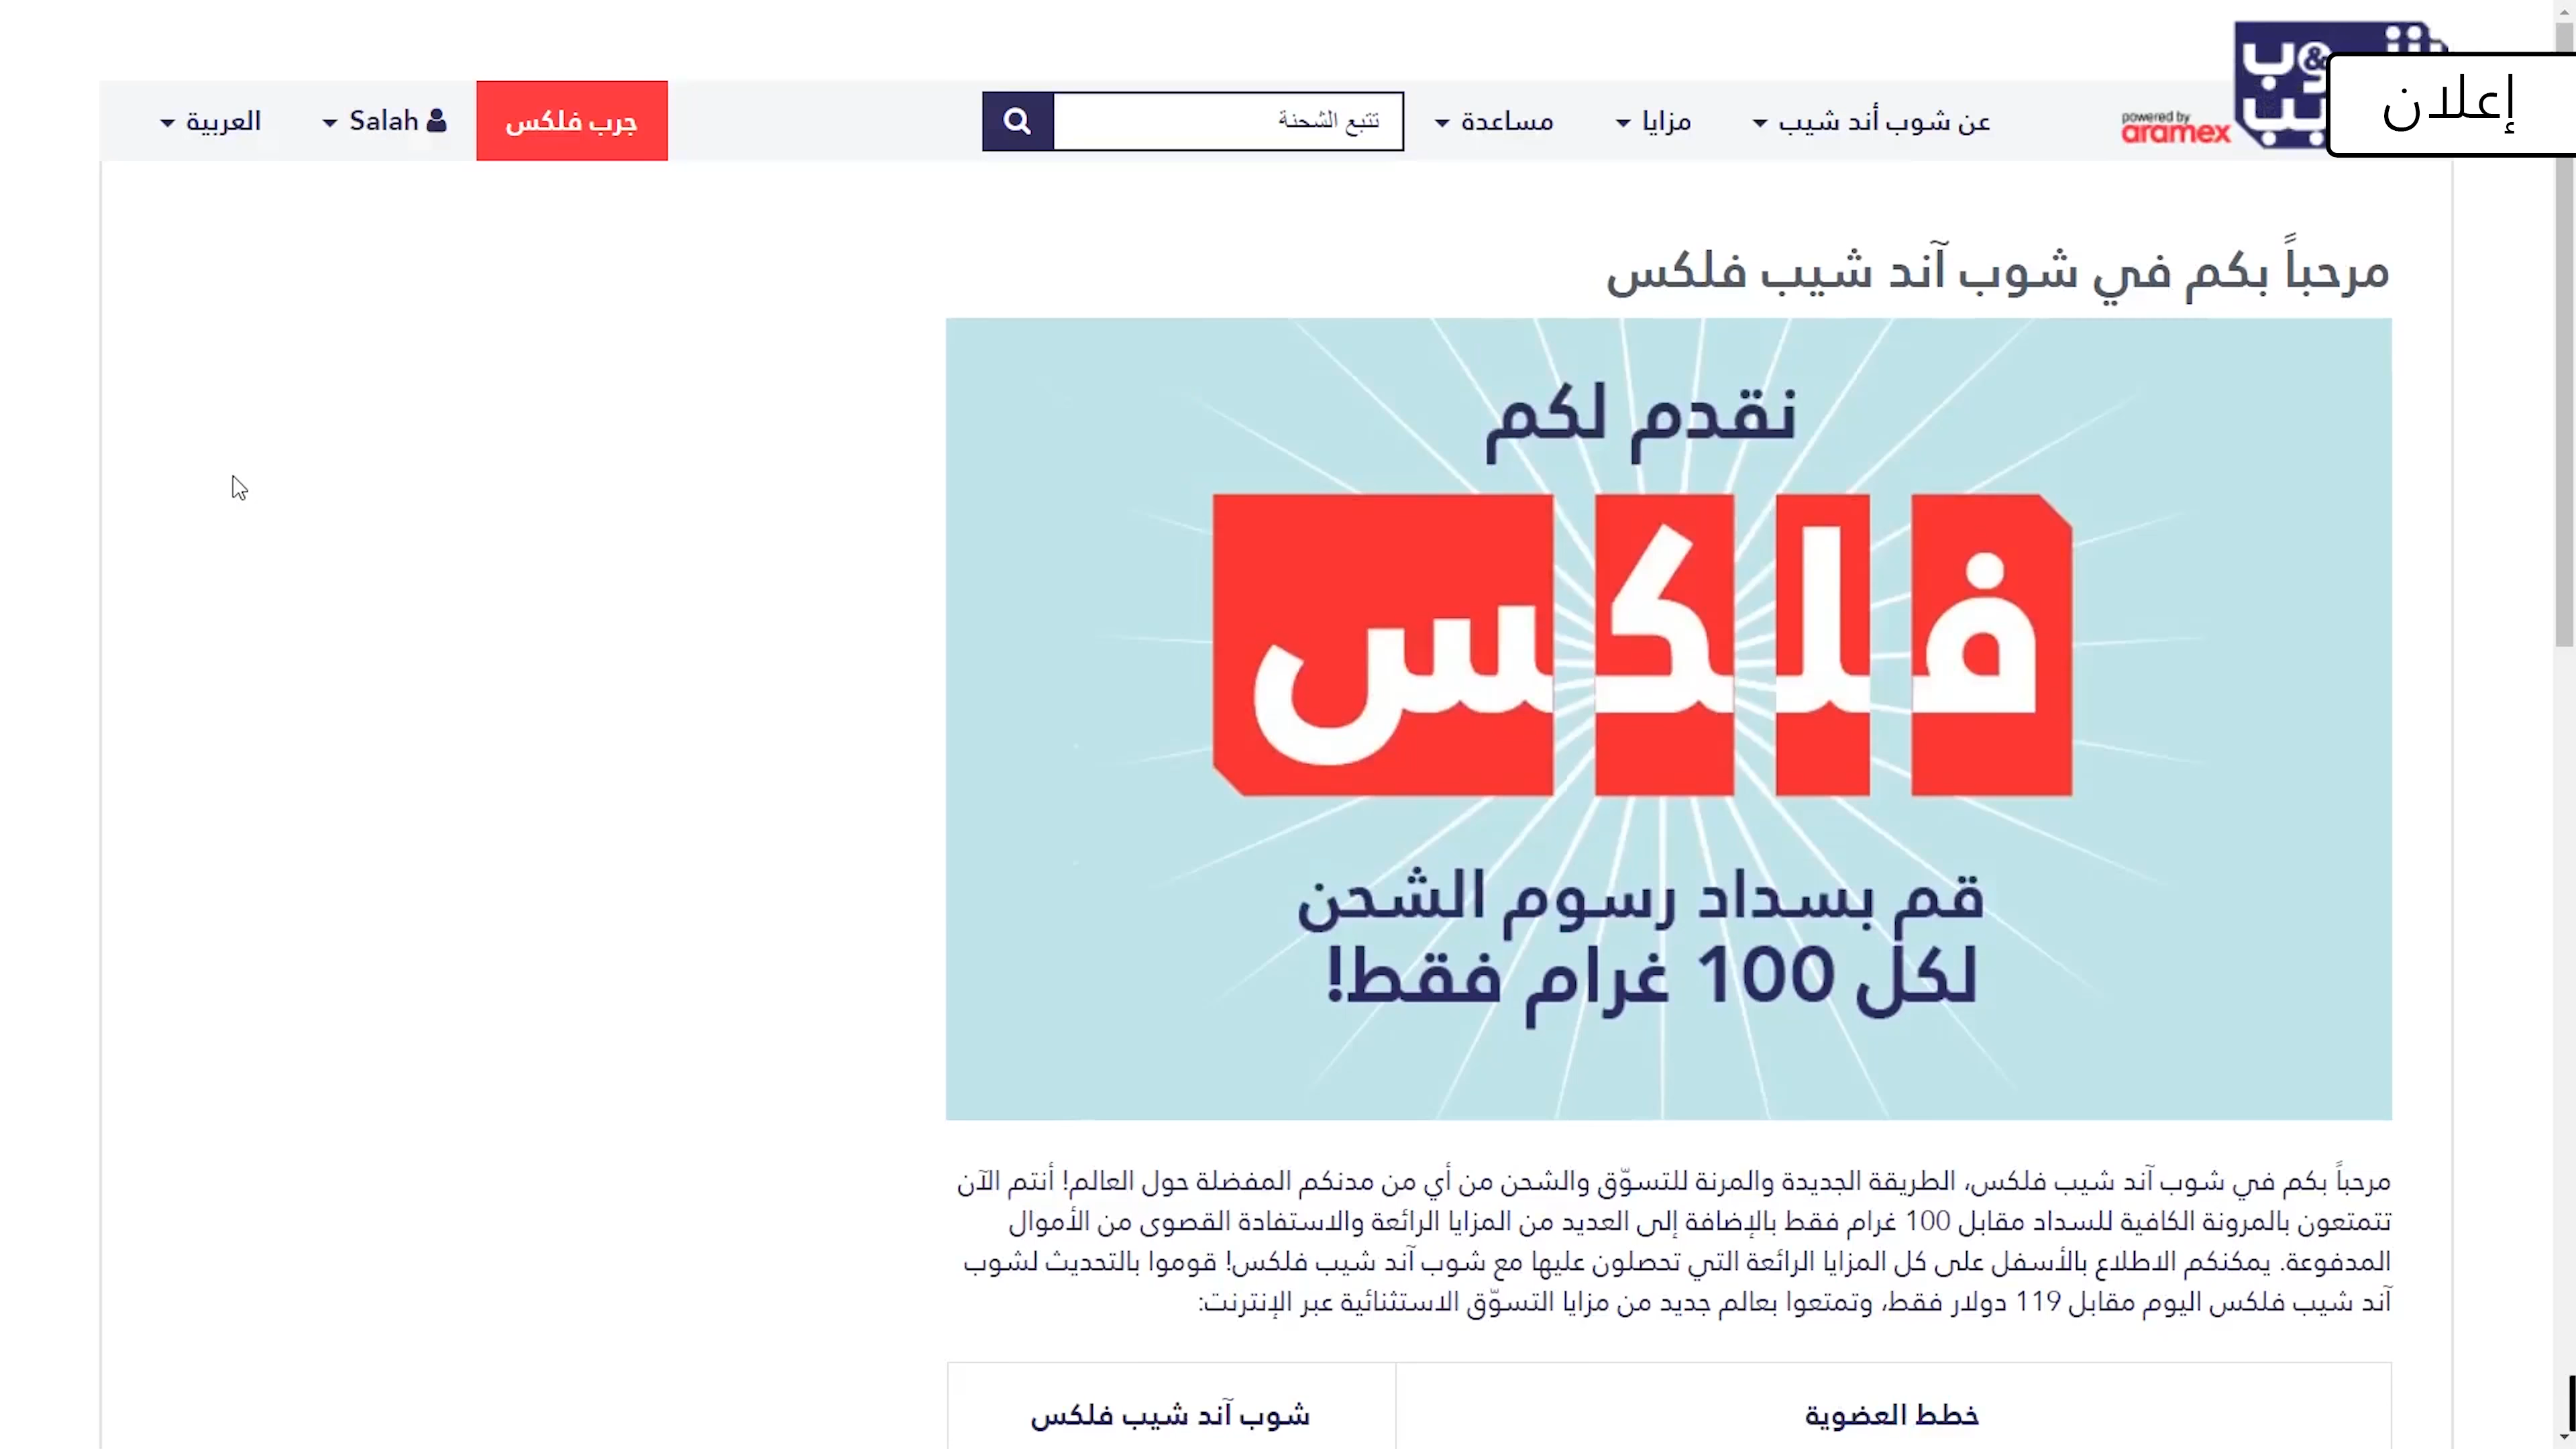 إعلان
powered by
aramex
عن شوب أند شيب
مزايا
مساعدة
تتبع الشحنة
جرب فلكس
Salah
العربية
مرحباً بكم في شوب آند شيب فلكس
نقدم لكم
فلكس
قم بسداد رسوم الشحن
لكل 100 غرام فقط!
مرحباً بكم في شوب آند شيب فلكس، الطريقة الجديدة والمرنة للتسوّق والشحن من أي من مدنكم المفضلة حول العالم! أنتم الآن
تتمتعون بالمرونة الكافية للسداد مقابل 100 غرام فقط بالإضافة إلى العديد من المزايا الرائعة والاستفادة القصوى من الأموال
المدفوعة. يمكنكم الاطلاع بالأسفل على كل المزايا الرائعة التي تحصلون عليها مع شوب آند شيب فلكس! قوموا بالتحديث لشوب
آند شيب فلكس اليوم مقابل 119 دولار فقط، وتمتعوا بعالم جديد من مزايا التسوّق الاستثنائية عبر الإنترنت:
خطط العضوية
شوب آند شيب فلكس